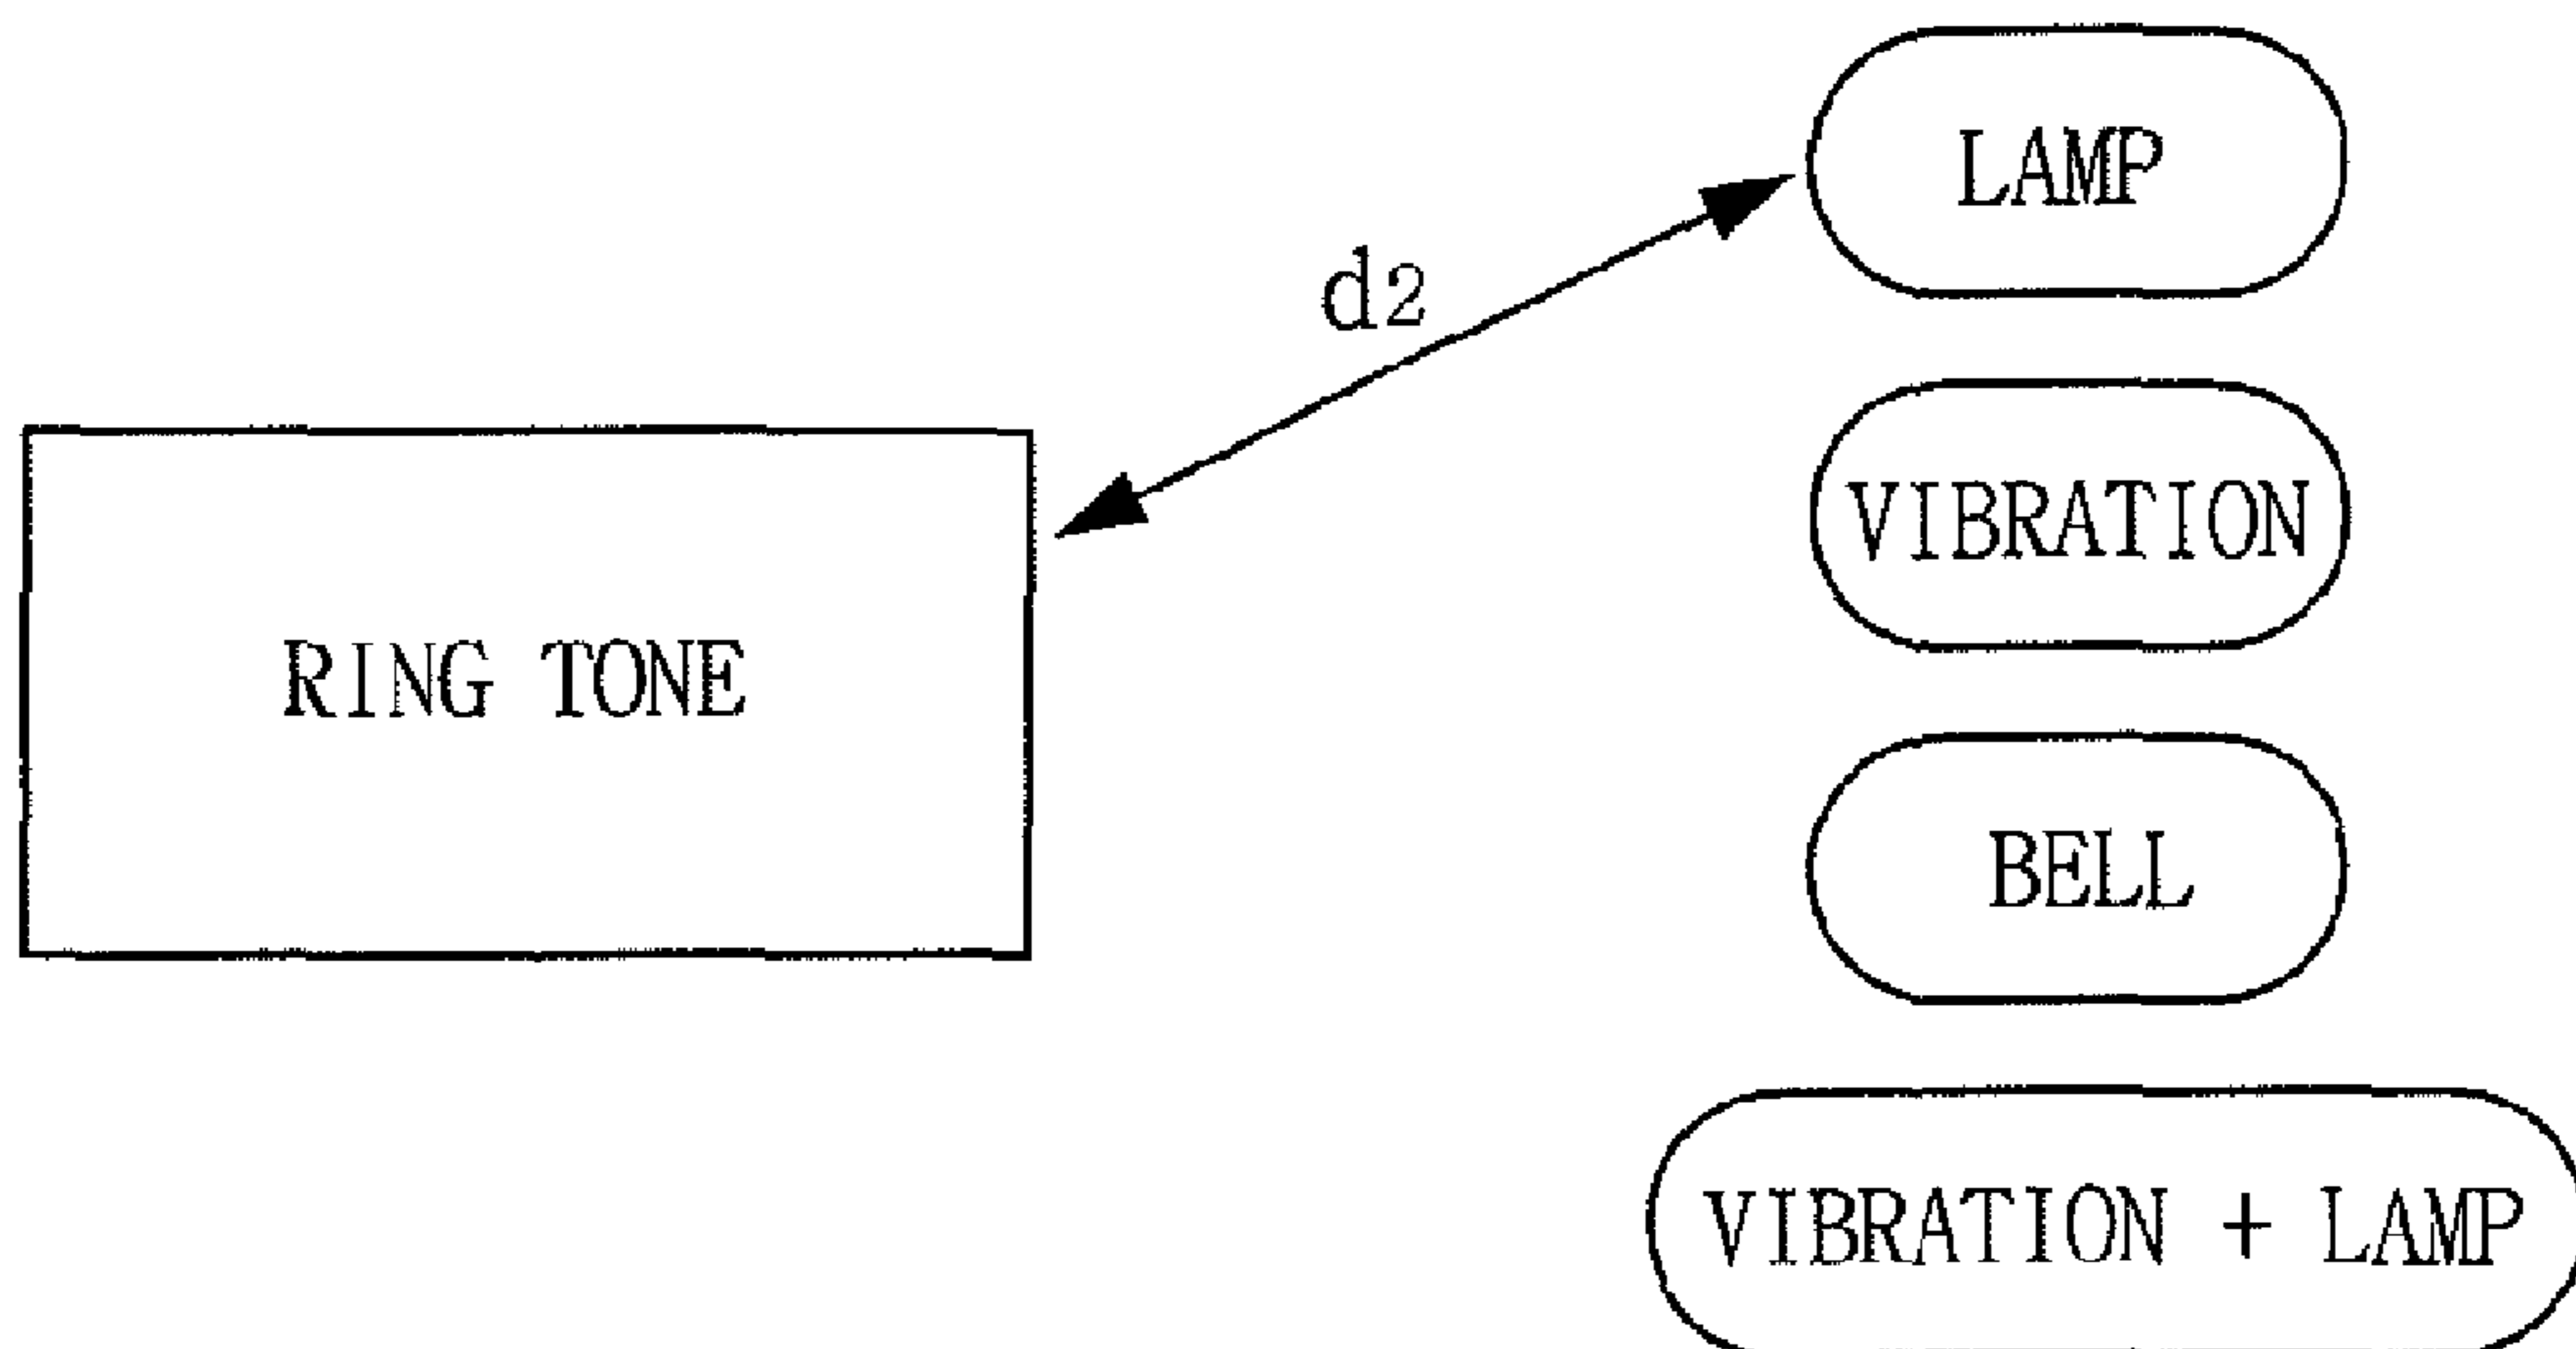 LAMP
d2
VIBRATION
RING TONE
BELL
VIBRATION + LAMP